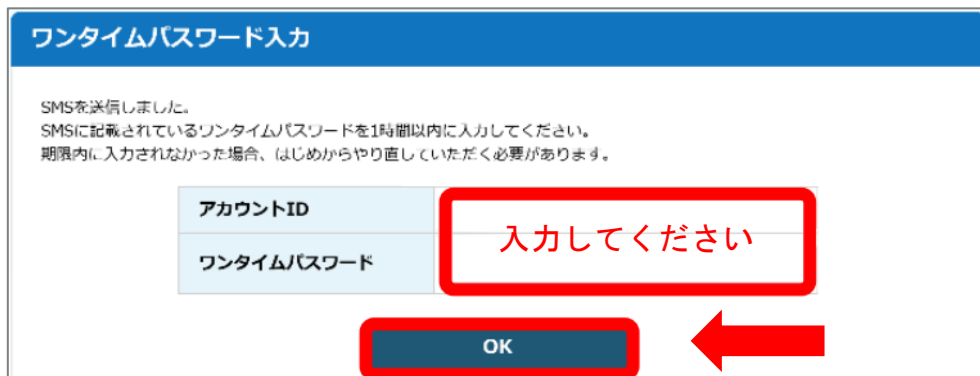 ワンタイムパスワード入力
SMSを送信しました。
SMSに記載されているワンタイムパスワードを1時間以内に入力してください。
期限内に入力されなかった場合、はじめからやり直していただく必要があります。
アカウントID
入力してください
ワンタイムパスワード
OK